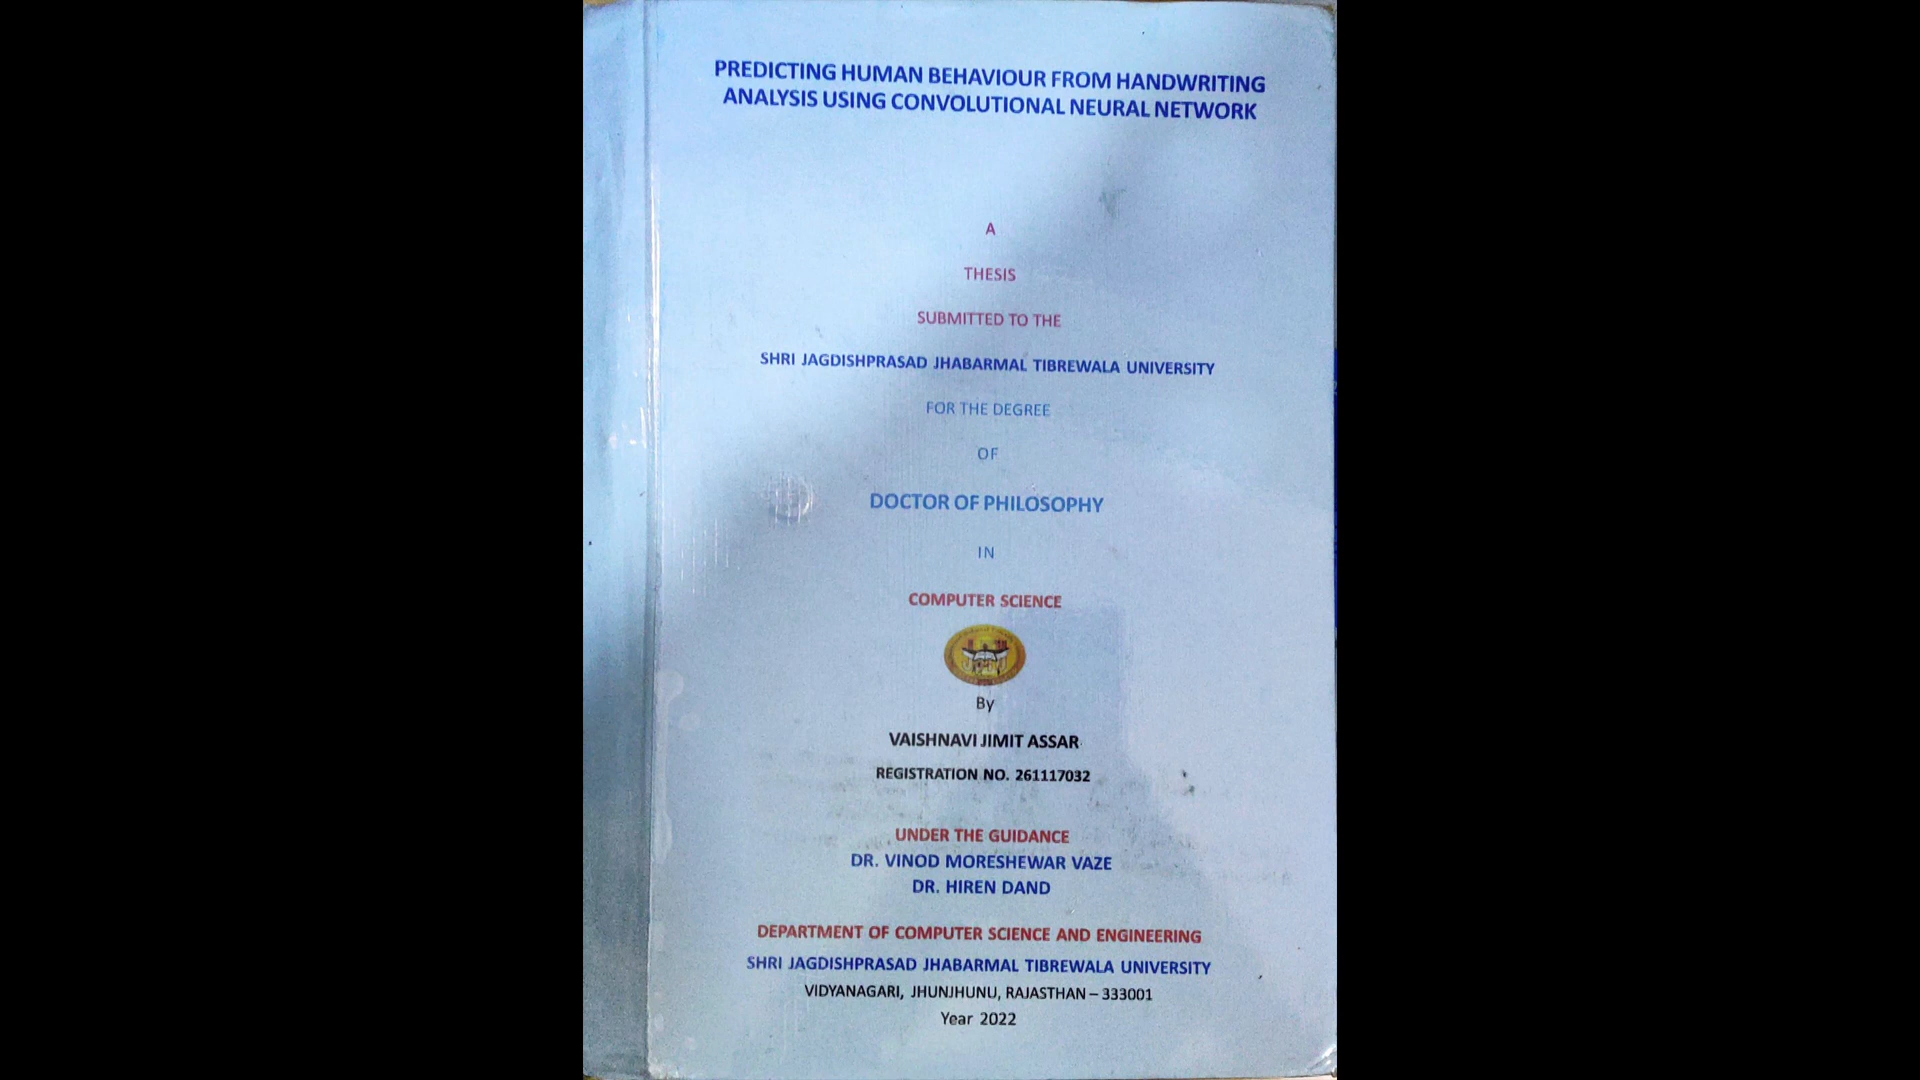 PREDICTING HUMAN BEHAVIOUR FROM HANDWRITING
ANALYSIS USING CONVOLUTIONAL NEURAL NETWORK
A
THESIS
SUBMITTED TO THE
SHRI JAGDISHPRASAD JHABARMAL TIBREWALA UNIVERSITY
FOR THE DEGREE
OF
DOCTOR OF PHILOSOPHY
IN
COMPUTER SCIENCE
By
VAISHNAVI JIMIT ASSAR
REGISTRATION NO. 261117032
UNDER THE GUIDANCE
DR. VINOD MORESHEWAR VAZE
DR. HIREN DAND
DEPARTMENT OF COMPUTER SCIENCE AND ENGINEERING
SHRI JAGDISHPRASAD JHABARMAL TIBREWALA UNIVERSITY
VIDYANAGARI, JHUNJHUNU, RAJASTHAN – 333001
Year 2022